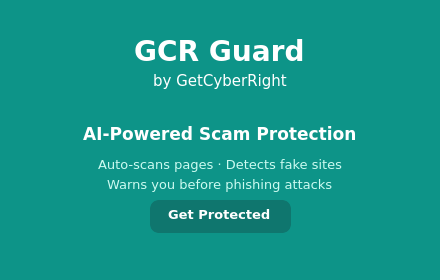 GCR Guard
by GetCyberRight
AI-Powered Scam Protection
Auto-scans pages · Detects fake sites
Warns you before phishing attacks
Get Protected